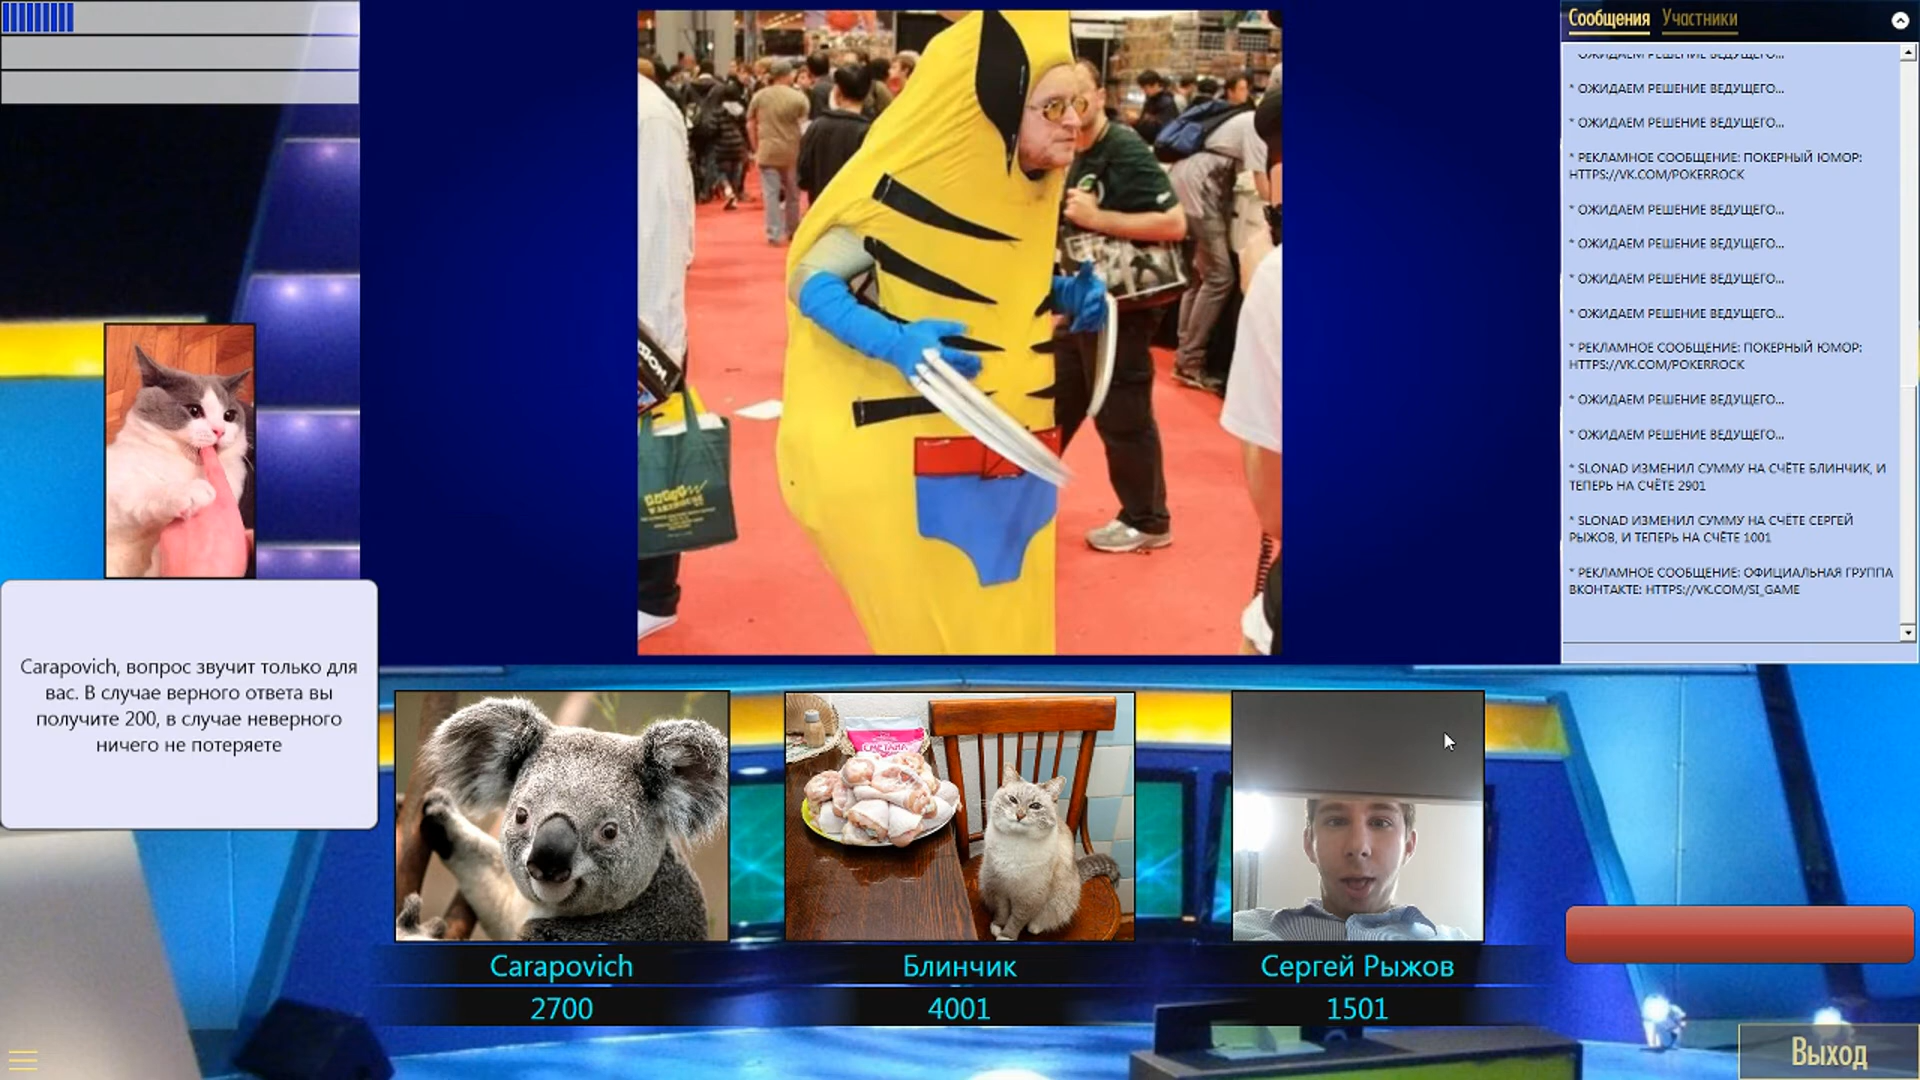 Сообщения Участники
* ОЖИДАЕМ РЕШЕНИЕ ВЕДУЩЕГО...
* ОЖИДАЕМ РЕШЕНИЕ ВЕДУЩЕГО...
* ОЖИДАЕМ РЕШЕНИЕ ВЕДУЩЕГО...
* РЕКЛАМНОЕ СООБЩЕНИЕ: ПОКЕРНЫЙ ЮМОР:
HTTPS://VK.COM/POKERROCK
* ОЖИДАЕМ РЕШЕНИЕ ВЕДУЩЕГО...
* ОЖИДАЕМ РЕШЕНИЕ ВЕДУЩЕГО...
* ОЖИДАЕМ РЕШЕНИЕ ВЕДУЩЕГО...
* ОЖИДАЕМ РЕШЕНИЕ ВЕДУЩЕГО...
* РЕКЛАМНОЕ СООБЩЕНИЕ: ПОКЕРНЫЙ ЮМОР:
HTTPS://VK.COM/POKERROCK
* ОЖИДАЕМ РЕШЕНИЕ ВЕДУЩЕГО...
* ОЖИДАЕМ РЕШЕНИЕ ВЕДУЩЕГО...
* SLONAD ИЗМЕНИЛ СУММУ НА СЧЁТЕ БЛИНЧИК, И
ТЕПЕРЬ НА СЧЁТЕ 2901
* SLONAD ИЗМЕНИЛ СУММУ НА СЧЁТЕ СЕРГЕЙ
РЫЖОВ, И ТЕПЕРЬ НА СЧЁТЕ 1001
* РЕКЛАМНОЕ СООБЩЕНИЕ: ОФИЦИАЛЬНАЯ ГРУППА
ВКОНТАКТЕ: HTTPS://VK.COM/SI_GAME
Carapovich, вопрос звучит только для
вас. В случае верного ответа вы
получите 200, в случае неверного
ничего не потеряете
СМЕТАНА
Carapovich
2700
Блинчик
4001
Сергей Рыжов
1501
Выход